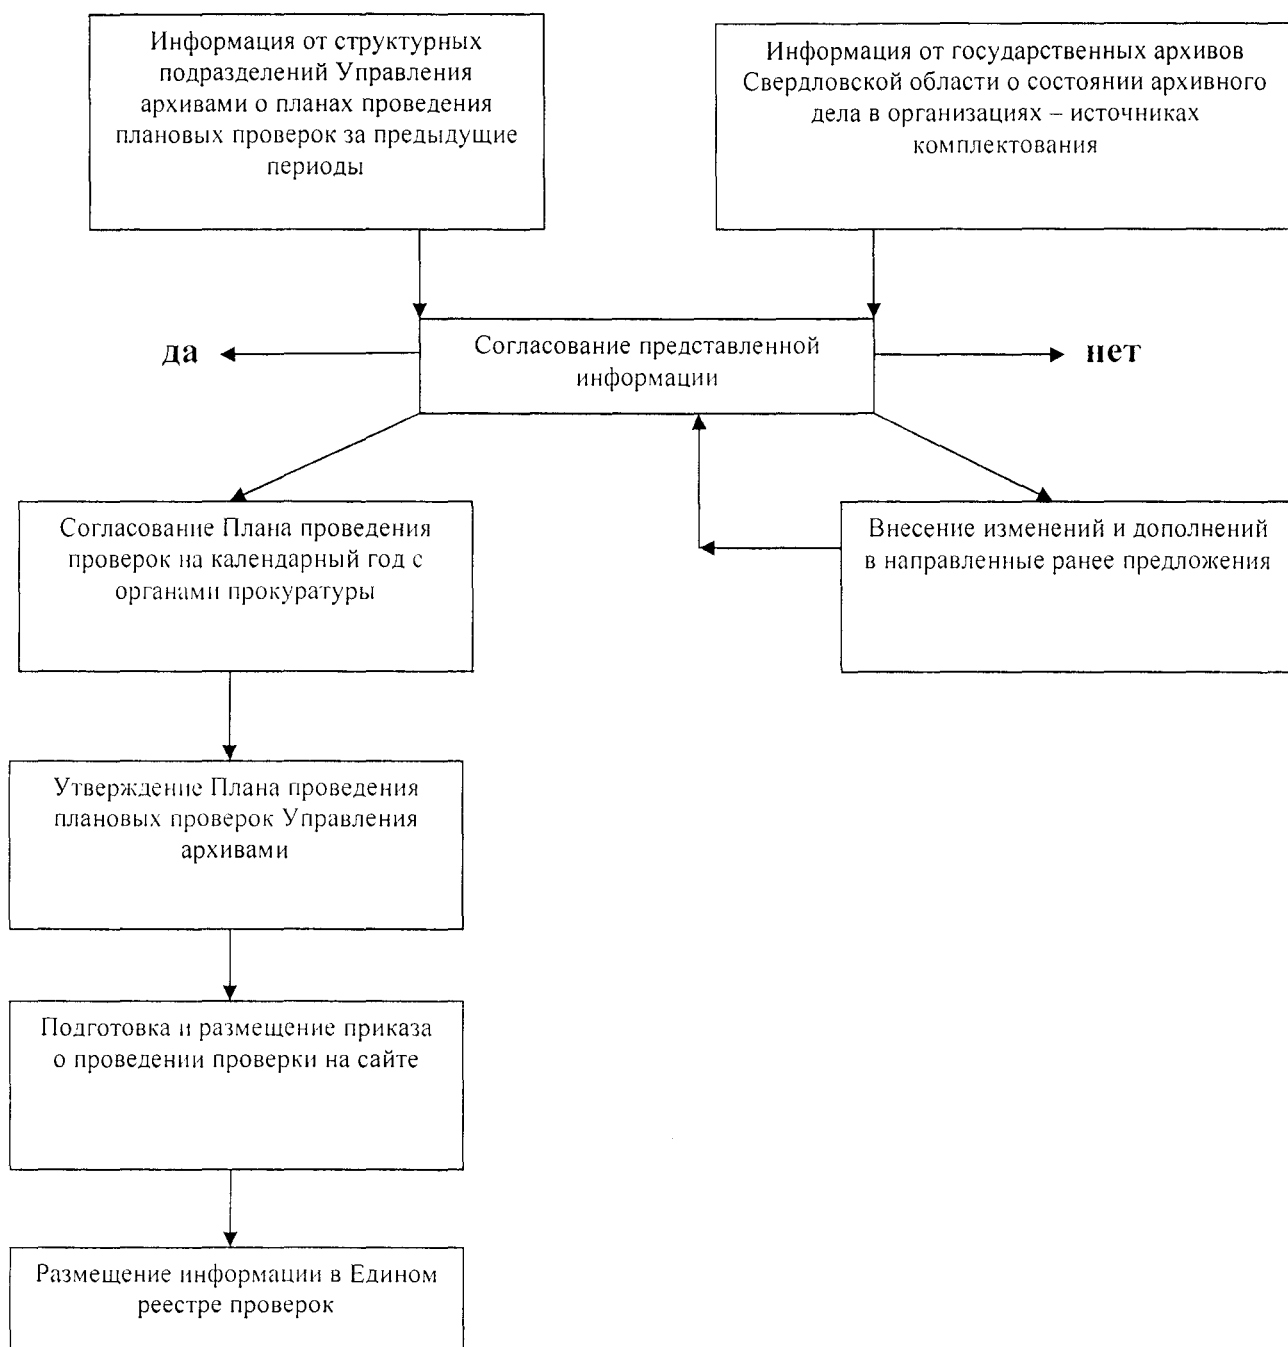 Информация от структурных
подразделений Управления
архивами о планах проведения
плановых проверок за предыдущие
периоды
Информация от государственных архивов
Свердловской области о состоянии архивного
дела в организациях – источниках
комплектования
да
Согласование представленной
информации
нет
Согласование Плана проведения
проверок на календарный год с
органами прокуратуры
Внесение изменений и дополнений
в направленные ранее предложения
Утверждение Плана проведения
плановых проверок Управления
архивами
Подготовка и размещение приказа
о проведении проверки на сайте
Размещение информации в Едином
реестре проверок